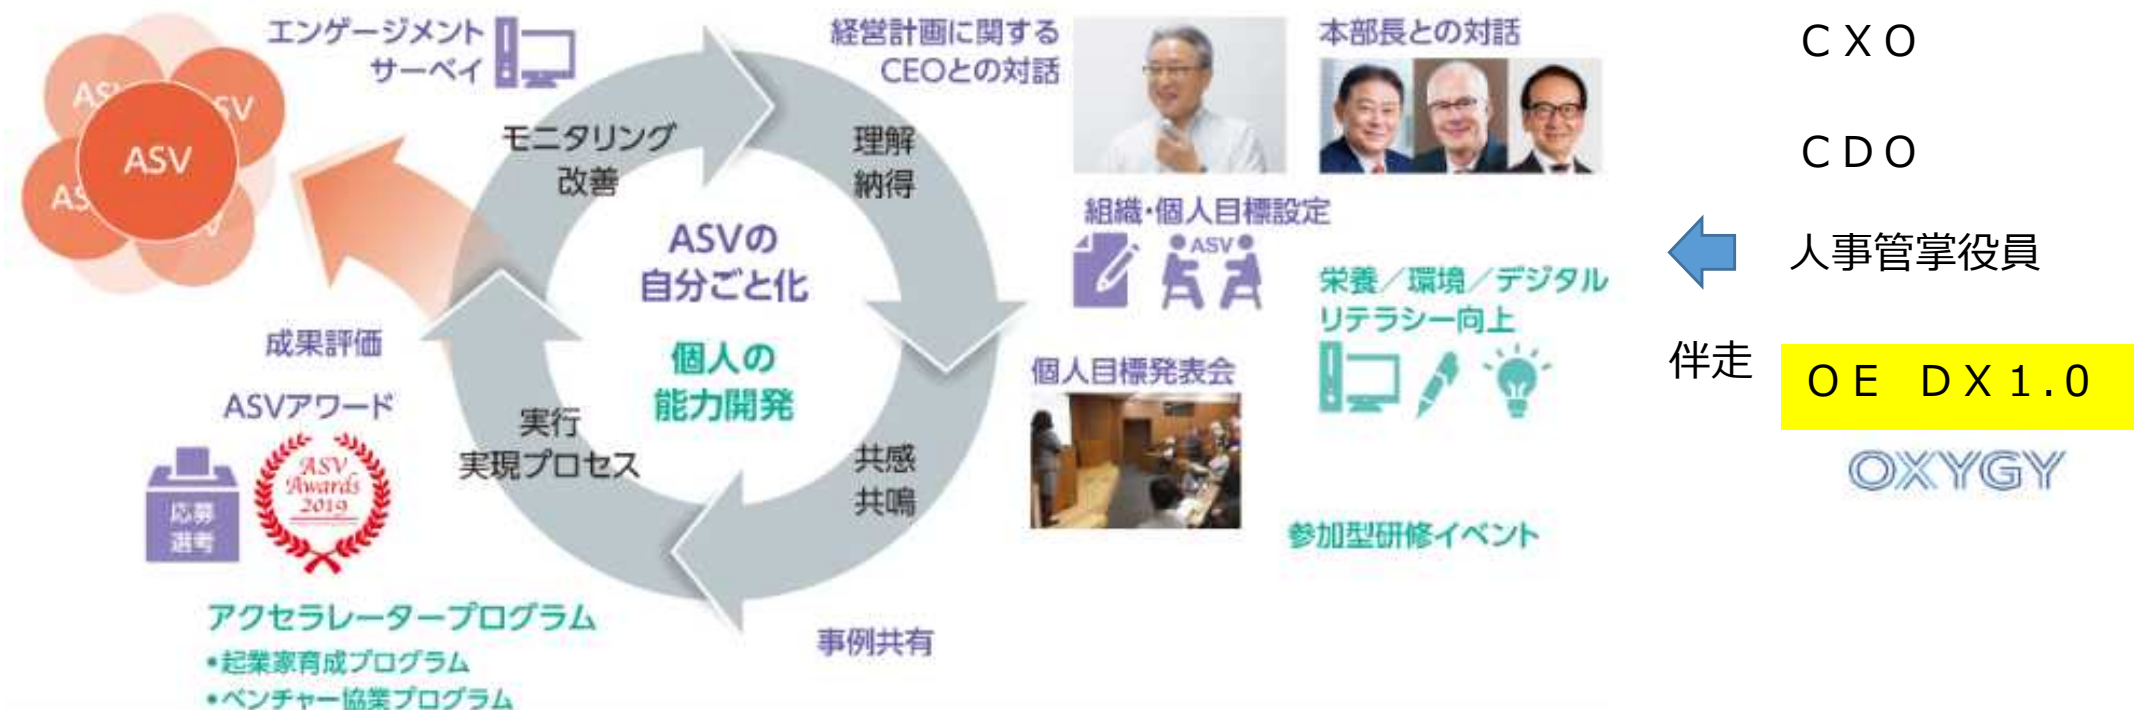 エンゲージメント
サーベイ
経営計画に関する
CEOとの対話
本部長との対話
CXO
CDO
人事管掌役員
伴走
OE DX1.0
OXYGY
ASV
SV
ASV
モニタリング
改善
理解
納得
ASVの
自分ごと化
個人の
能力開発
組織・個人目標設定
ASV
栄養／環境／デジタル
リテラシー向上
個人目標発表会
成果評価
ASVアワード
ASV
Awards
2019
応募
選考
実行
実現プロセス
共感
共鳴
参加型研修イベント
アクセラレータープログラム
•起業家育成プログラム
•ベンチャー協業プログラム
事例共有